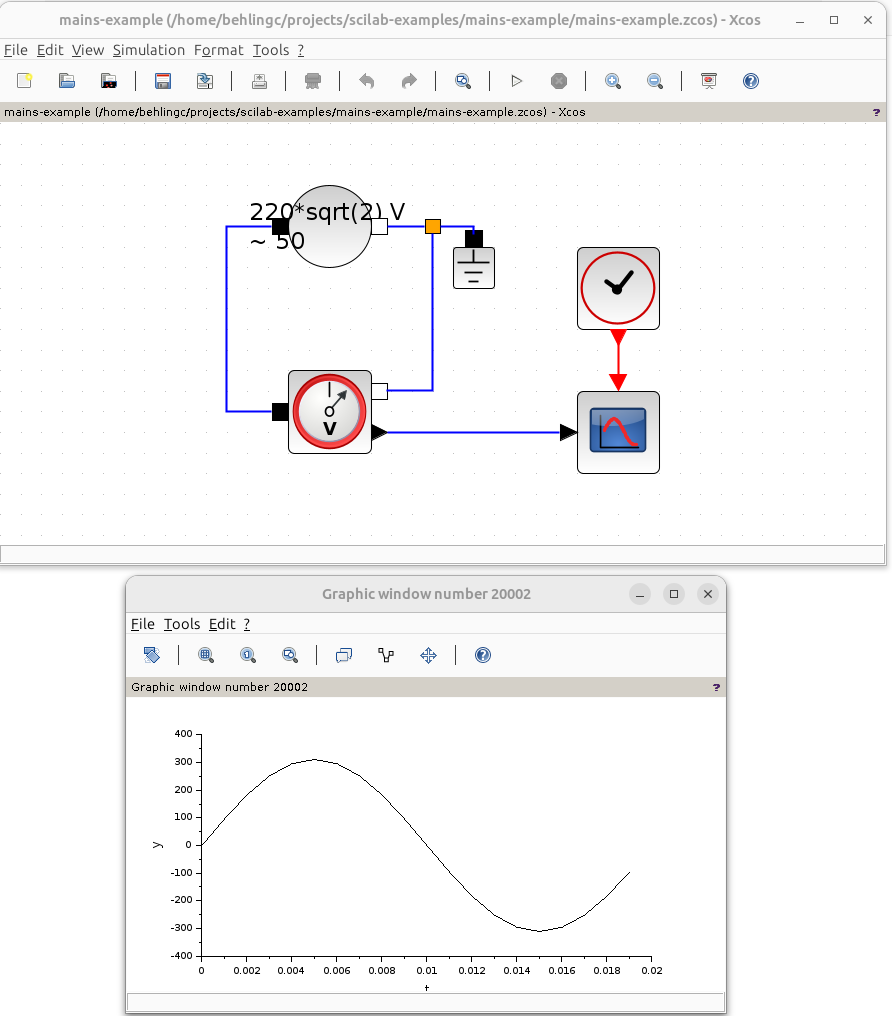 mains-example (/home/behlingc/projects/scilab-examples/mains-example/mains-example.zcos) - Xcos
File Edit View Simulation Format Tools ?
mains-example (/home/behlingc/projects/scilab-examples/mains-example/mains-example.zcos) - Xcos ?
220*sqrt(2) V
~ 50
V
Graphic window number 20002
File Tools Edit ?
Graphic window number 20002 ?
400
300
200
100
0
-100
-200
-300
-400
y
0 0.002 0.004 0.006 0.008 0.01 0.012 0.014 0.016 0.018 0.02
t